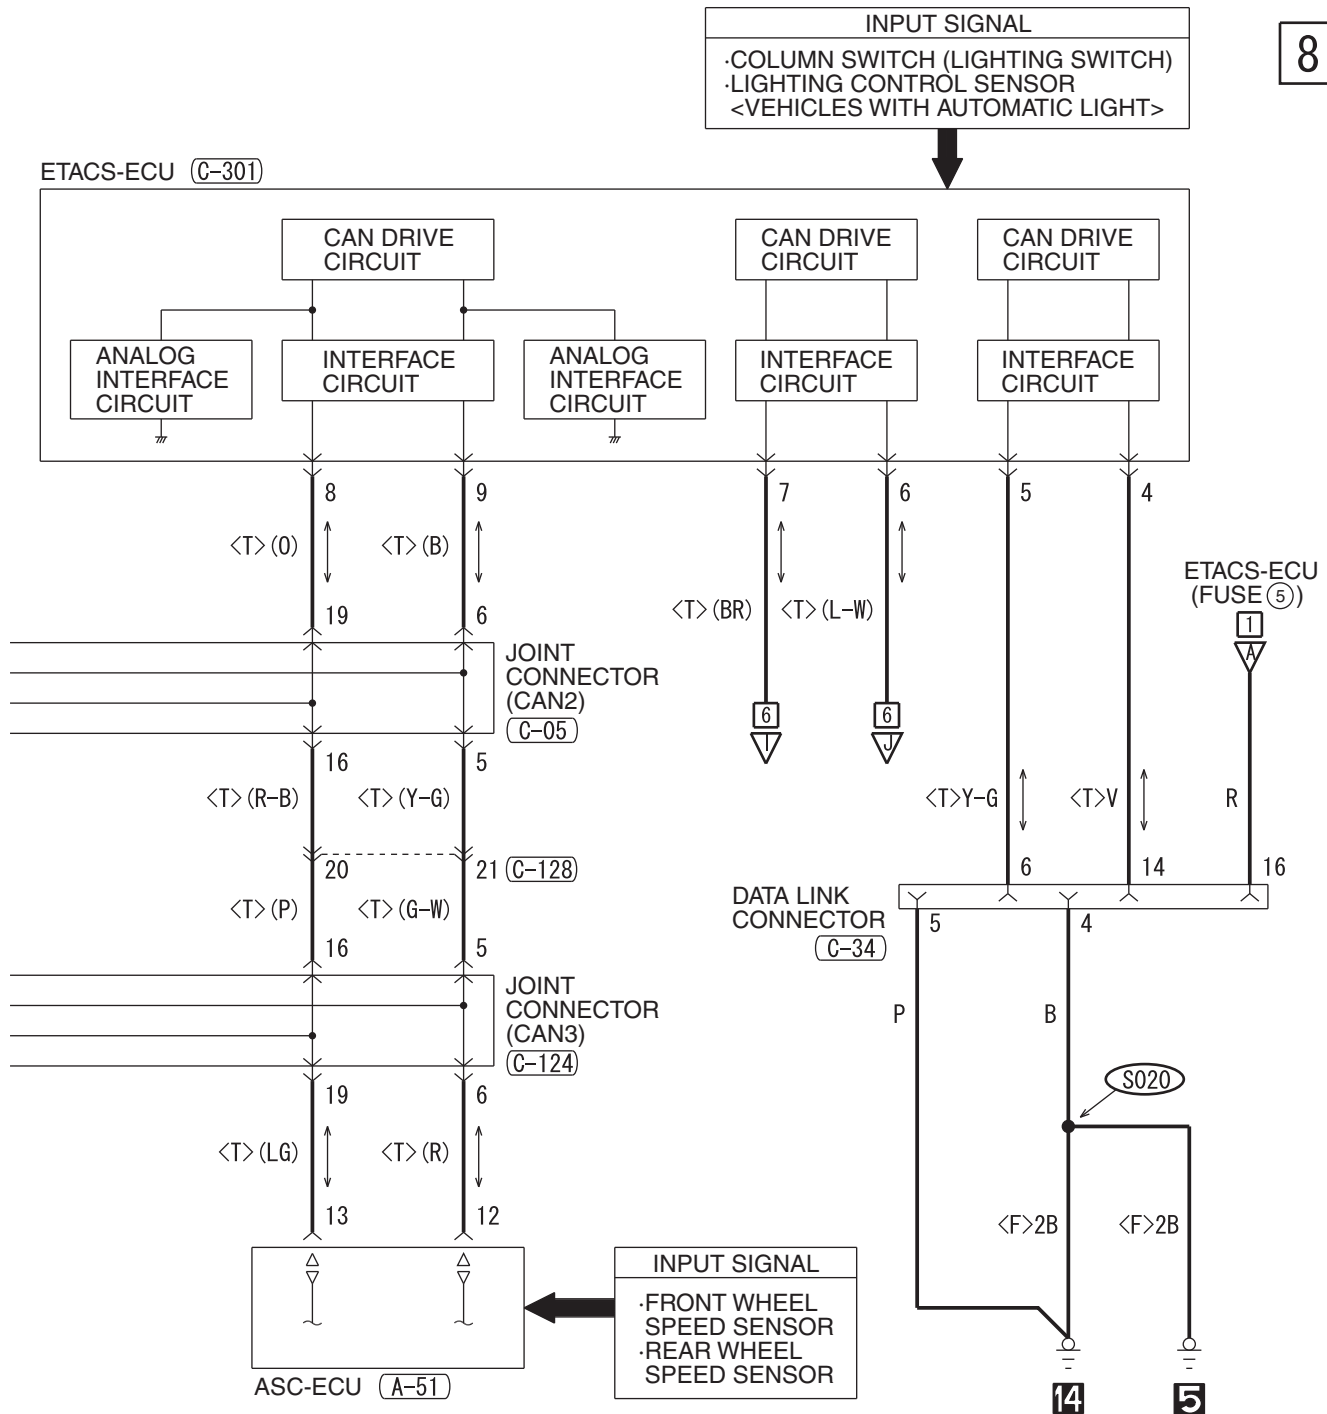 INPUT SIGNAL
·COLUMN SWITCH (LIGHTING SWITCH)
·LIGHTING CONTROL SENSOR
<VEHICLES WITH AUTOMATIC LIGHT>
8
ETACS-ECU C-301
CAN DRIVE
CIRCUIT
CAN DRIVE
CIRCUIT
CAN DRIVE
CIRCUIT
ANALOG
INTERFACE
CIRCUIT
INTERFACE
CIRCUIT
ANALOG
INTERFACE
CIRCUIT
INTERFACE
CIRCUIT
INTERFACE
CIRCUIT
8 9 7 6 5 4
<T>(O) <T>(B)
ETACS-ECU
(FUSE 5)
1
A
<T>(BR) <T>(L-W)
19 6
JOINT
CONNECTOR
(CAN2)
C-05
6 6
I J
16 5
<T>(R-B) <T>(Y-G)
<T>Y-G <T>V R
20 21 C-128
6 14 16
<T>(P) <T>(G-W)
DATA LINK
CONNECTOR
C-34
5 4
16 5
JOINT
CONNECTOR
(CAN3)
C-124
P B
19 6
S020
<T>(LG) <T>(R)
13 12
<F>2B <F>2B
INPUT SIGNAL
·FRONT WHEEL
SPEED SENSOR
·REAR WHEEL
SPEED SENSOR
ASC-ECU A-51
14 5